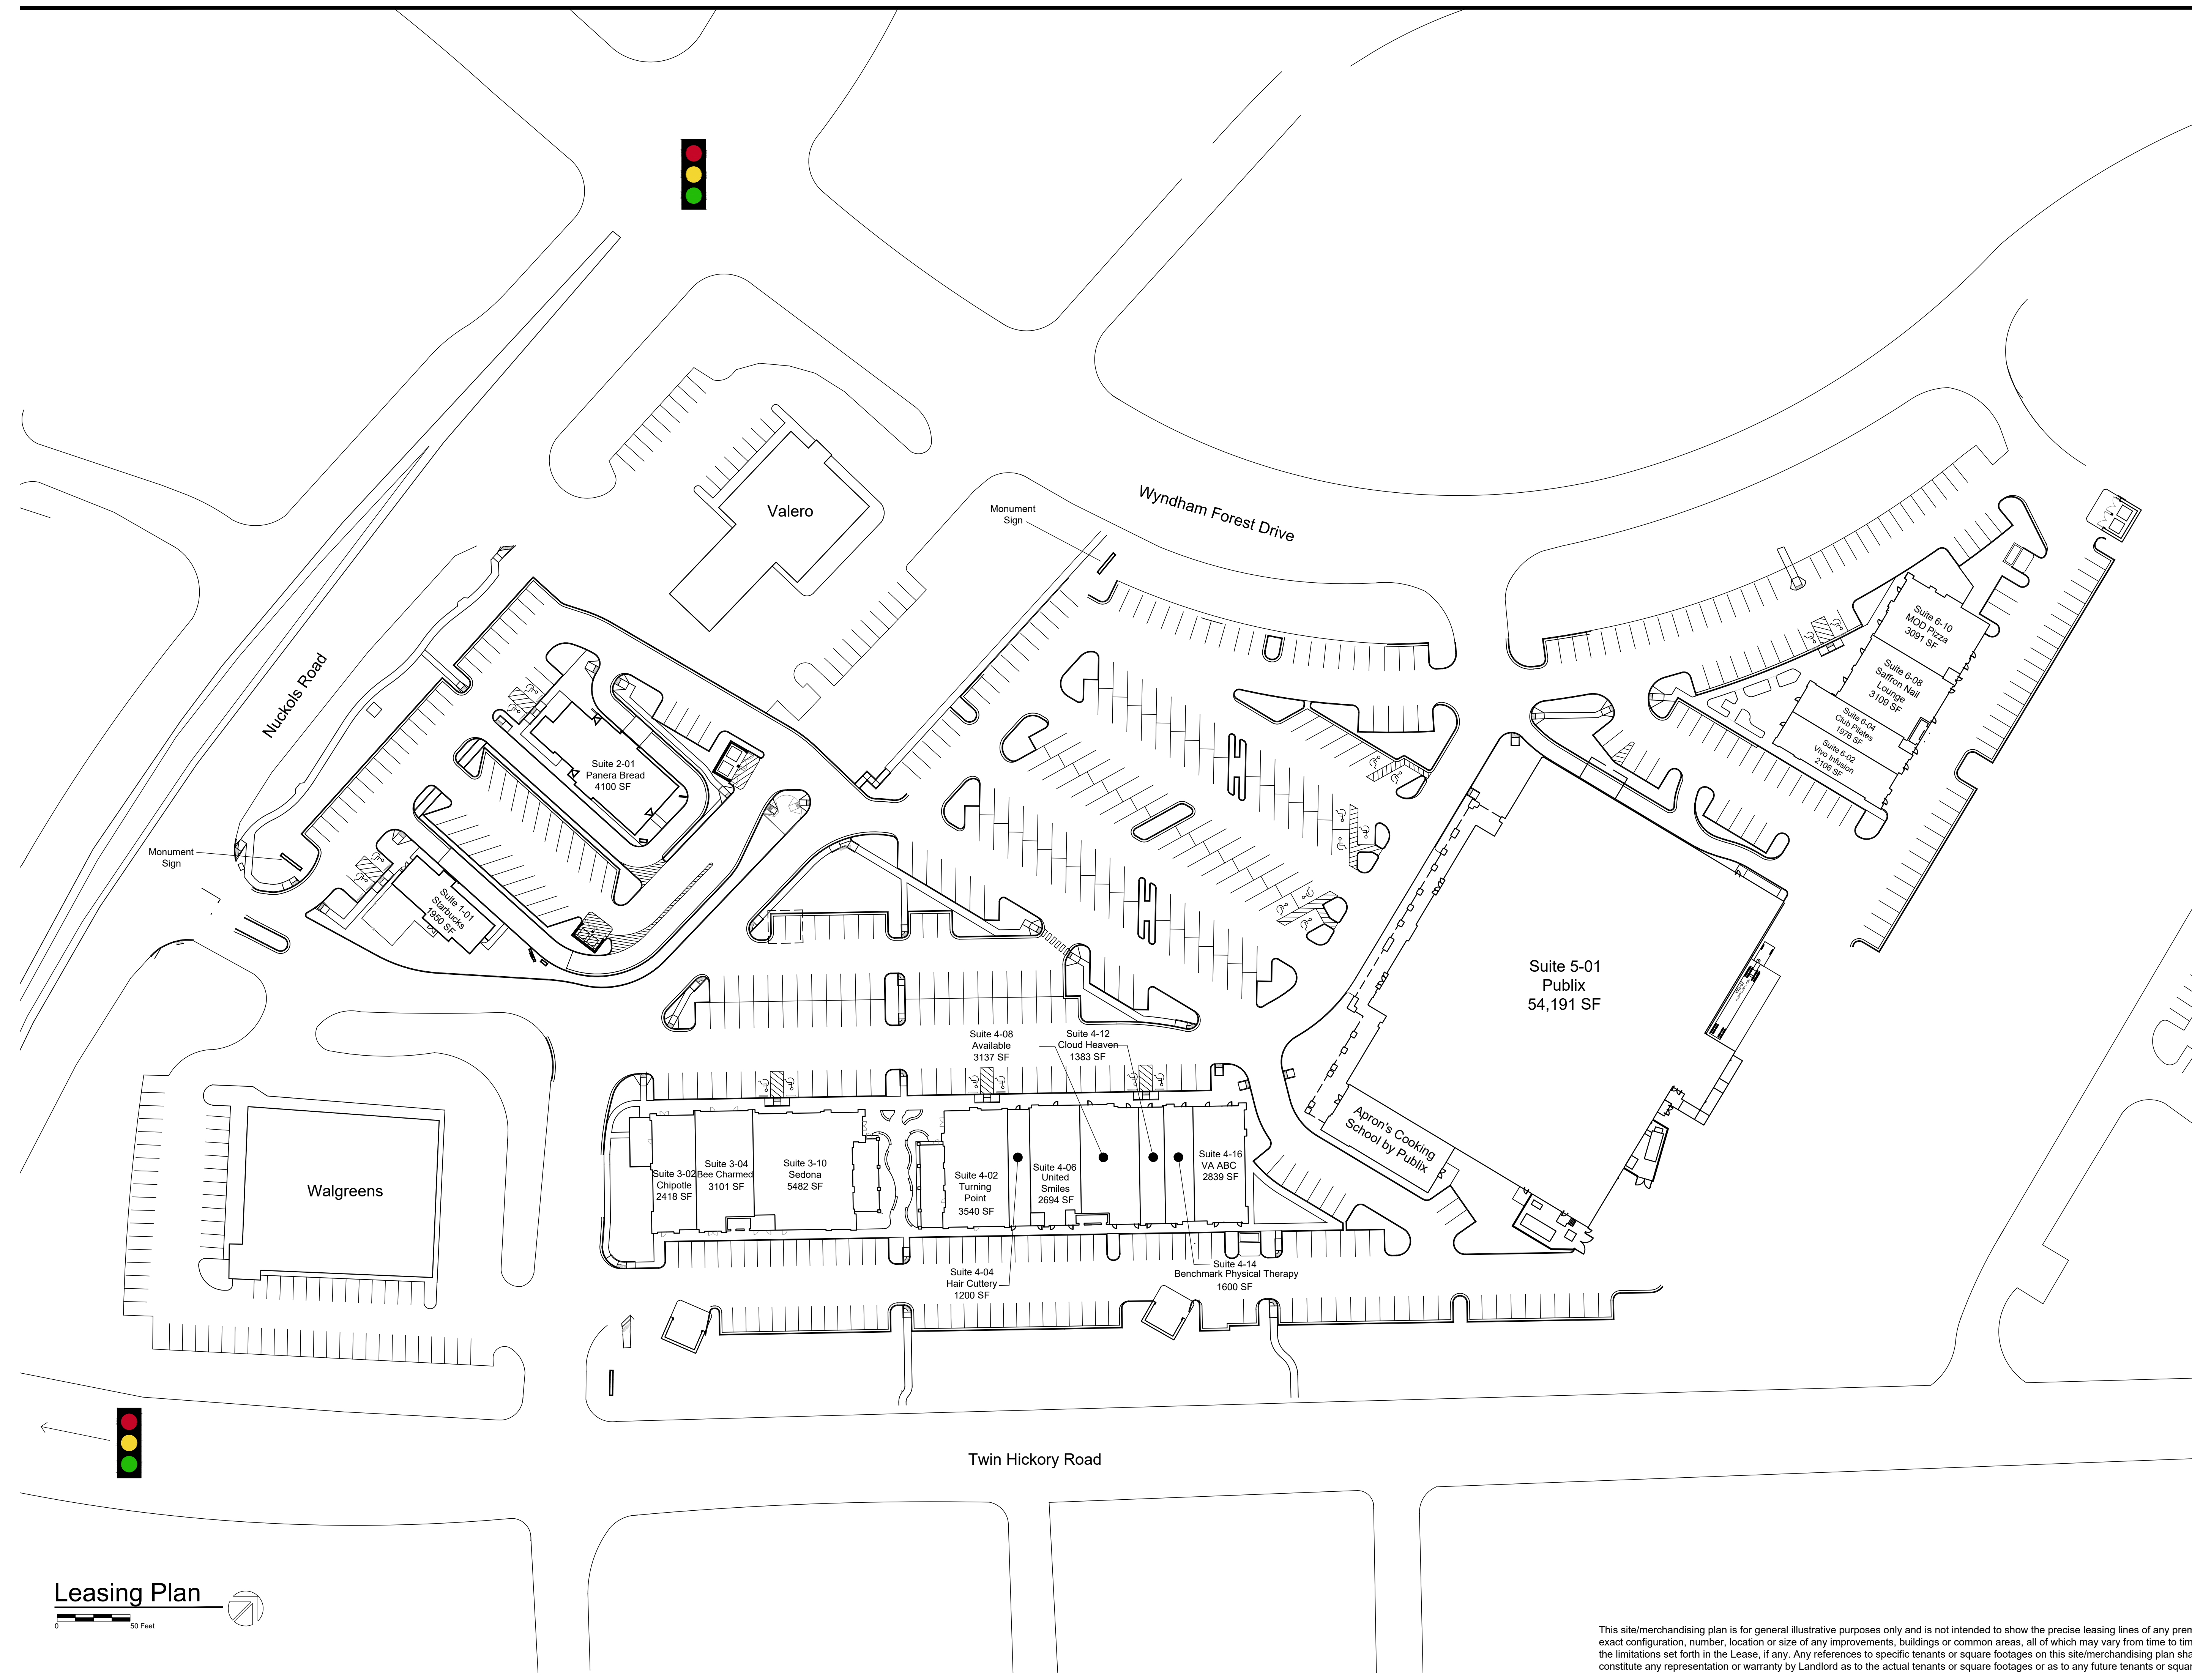 Valero
Monument
Sign
Wyndham Forest Drive
Nuckols Road
Suite 6-10
MOD Pizza
3091 SF
Suite 6-08
Saffron Nail
Lounge
3109 SF
Suite 6-04
Club Pilates
1976 SF
Suite 6-02
Vivo Infusion
2106 SF
Suite 2-01
Panera Bread
4100 SF
Monument
Sign
Suite 1-01
Starbucks
1950 SF
Suite 5-01
Publix
54,191 SF
Suite 4-08
Available
3137 SF
Suite 4-12
Cloud Heaven
1383 SF
Apron's Cooking
School by Publix
Walgreens
Suite 3-02
Chipotle
2418 SF
Suite 3-04
Bee Charmed
3101 SF
Suite 3-10
Sedona
5482 SF
Suite 4-02
Turning
Point
3540 SF
Suite 4-06
United
Smiles
2694 SF
Suite 4-16
VA ABC
2839 SF
Suite 4-04
Hair Cuttery
1200 SF
Suite 4-14
Benchmark Physical Therapy
1600 SF
Twin Hickory Road
Leasing Plan
0 50 Feet
This site/merchandising plan is for general illustrative purposes only and is not intended to show the precise leasing lines of any
exact configuration, number, location or size of any improvements, buildings or common areas, all of which may vary from time to
the limitations set forth in the Lease, if any. Any references to specific tenants or square footages on this site/merchandising plan
constitute any representation or warranty by Landlord as to the actual tenants or square footages or as to any future tenants or